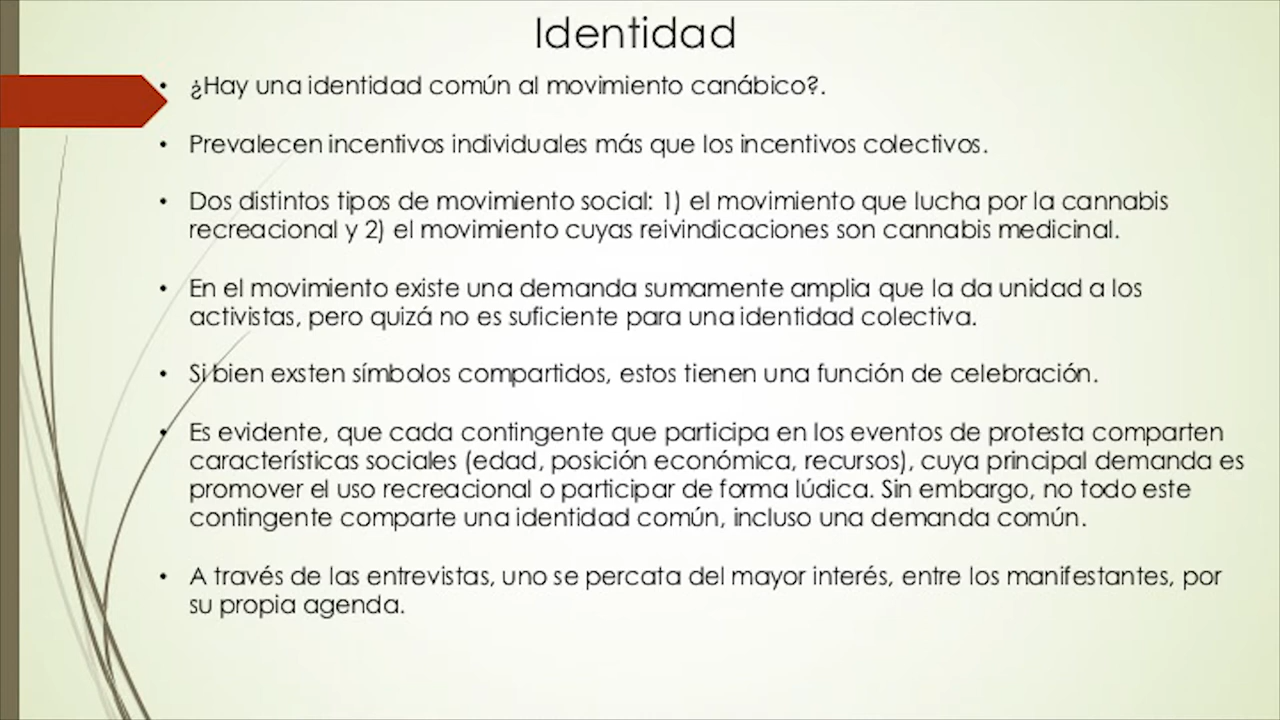 Identidad
• ¿Hay una identidad común al movimiento canábico?.
• Prevalecen incentivos individuales más que los incentivos colectivos.
• Dos distintos tipos de movimiento social: 1) el movimiento que lucha por la cannabis
recreacional y 2) el movimiento cuyas reivindicaciones son cannabis medicinal.
• En el movimiento existe una demanda sumamente amplia que la da unidad a los
activistas, pero quizá no es suficiente para una identidad colectiva.
• Si bien exsten símbolos compartidos, estos tienen una función de celebración.
• Es evidente, que cada contingente que participa en los eventos de protesta comparten
características sociales (edad, posición económica, recursos), cuya principal demanda es
promover el uso recreacional o participar de forma lúdica. Sin embargo, no todo este
contingente comparte una identidad común, incluso una demanda común.
• A través de las entrevistas, uno se percata del mayor interés, entre los manifestantes, por
su propia agenda.